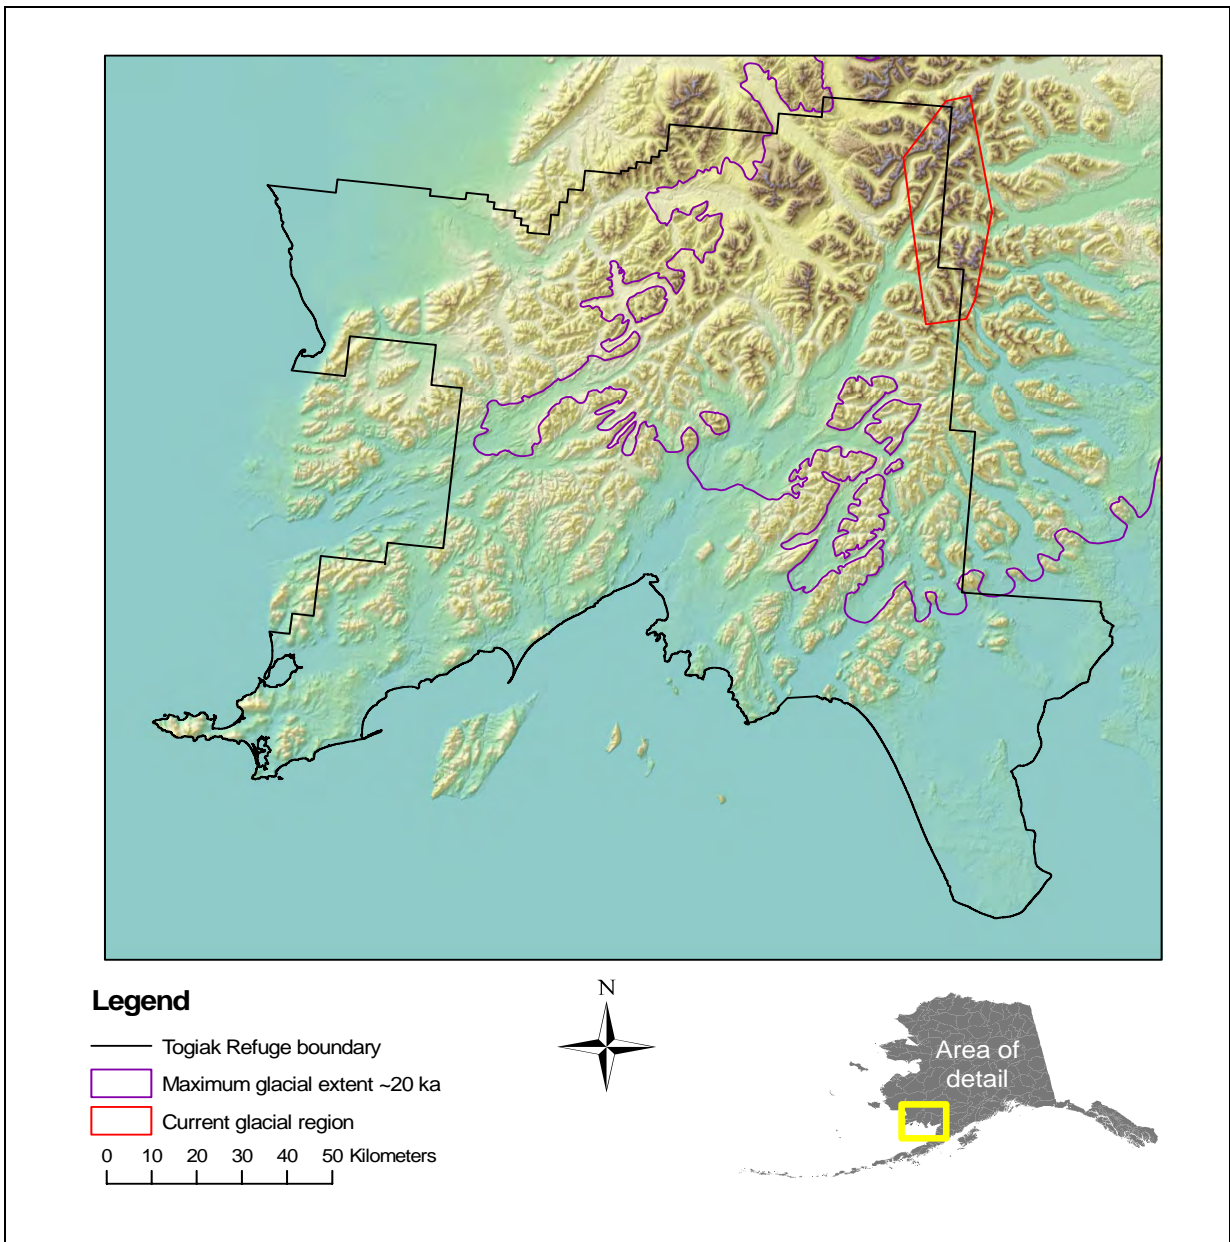 Legend
Togiak Refuge boundary
Maximum glacial extent ~20 ka
Current glacial region
0 10 20 30 40 50 Kilometers
N
Area of
detail